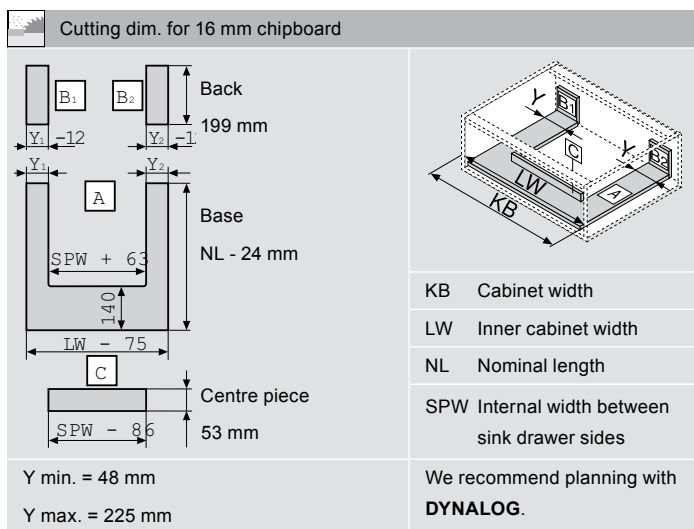 Cutting dim. for 16 mm chipboard
B1
B2
Back
199 mm
Y1 -12
Y2 -1
Y1
Y2
A
Base
NL - 24 mm
SPW + 63
140
LW - 75
C
Centre piece
53 mm
SPW - 86
Y
B1
Y
B2
C
LW
A
KB
KB Cabinet width
LW Inner cabinet width
NL Nominal length
SPW Internal width between
sink drawer sides
Y min. = 48 mm
Y max. = 225 mm
We recommend planning with
DYNALOG.